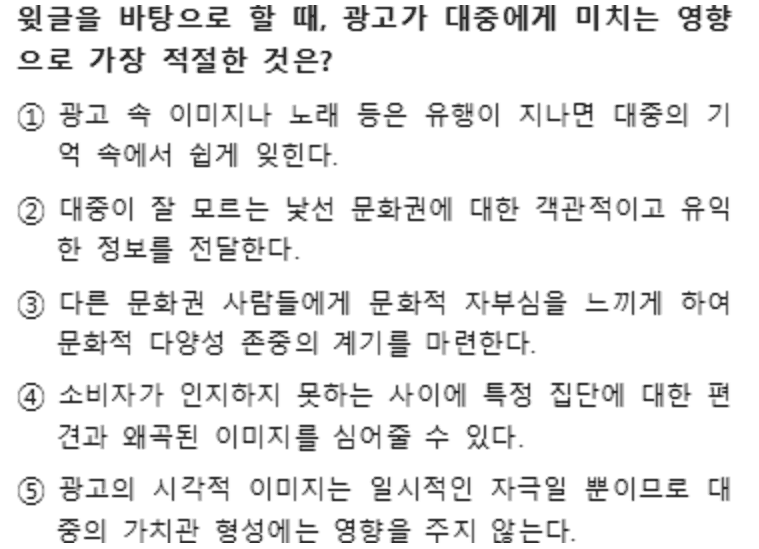 윗글을 바탕으로 할 때, 광고가 대중에게 미치는 영향
으로 가장 적절한 것은?
① 광고 속 이미지나 노래 등은 유행이 지나면 대중의 기
억 속에서 쉽게 잊힌다.
② 대중이 잘 모르는 낯선 문화권에 대한 객관적이고 유익
한 정보를 전달한다.
③ 다른 문화권 사람들에게 문화적 자부심을 느끼게 하여
문화적 다양성 존중의 계기를 마련한다.
④ 소비자가 인지하지 못하는 사이에 특정 집단에 대한 편
견과 왜곡된 이미지를 심어줄 수 있다.
⑤ 광고의 시각적 이미지는 일시적인 자극일 뿐이므로 대
중의 가치관 형성에는 영향을 주지 않는다.